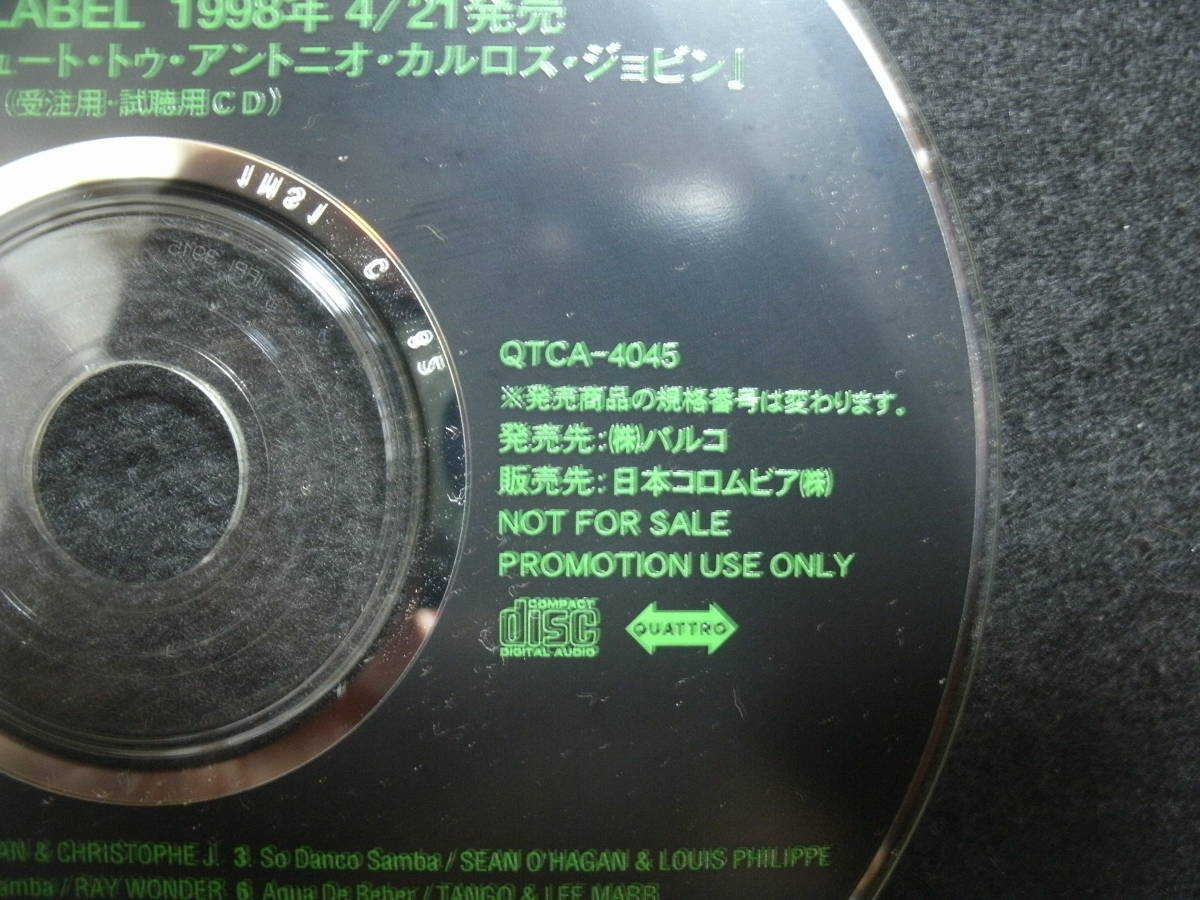 LABEL 1998年 4/21発売
ュート・トゥ・アントニオ・カルロス・ジョビン』
(受注用・試聴用CD)
QTCA-4045
※発売商品の規格番号は変わります。
発売先:㈱パルコ
販売先:日本コロムビア㈱
NOT FOR SALE
PROMOTION USE ONLY
COMPACT
disc
DIGITAL AUDIO
QUATTRO
AN & CHRISTOPHE J. 3. So Danco Samba / SEAN O'HAGAN & LOUIS PHILIPPE
amba / RAY WONDER 6. Aqua De Beber / TANGO & LEE MARR